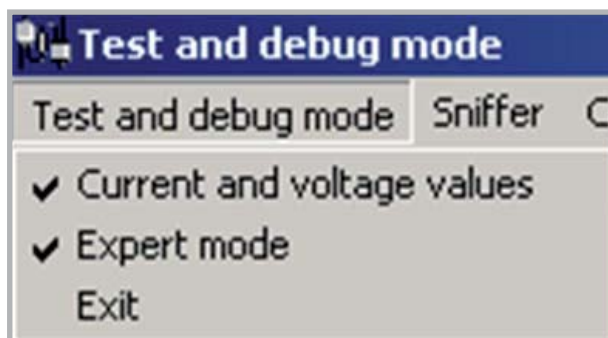 Test and debug mode
Test and debug mode Sniffer
Current and voltage values
Expert mode
Exit